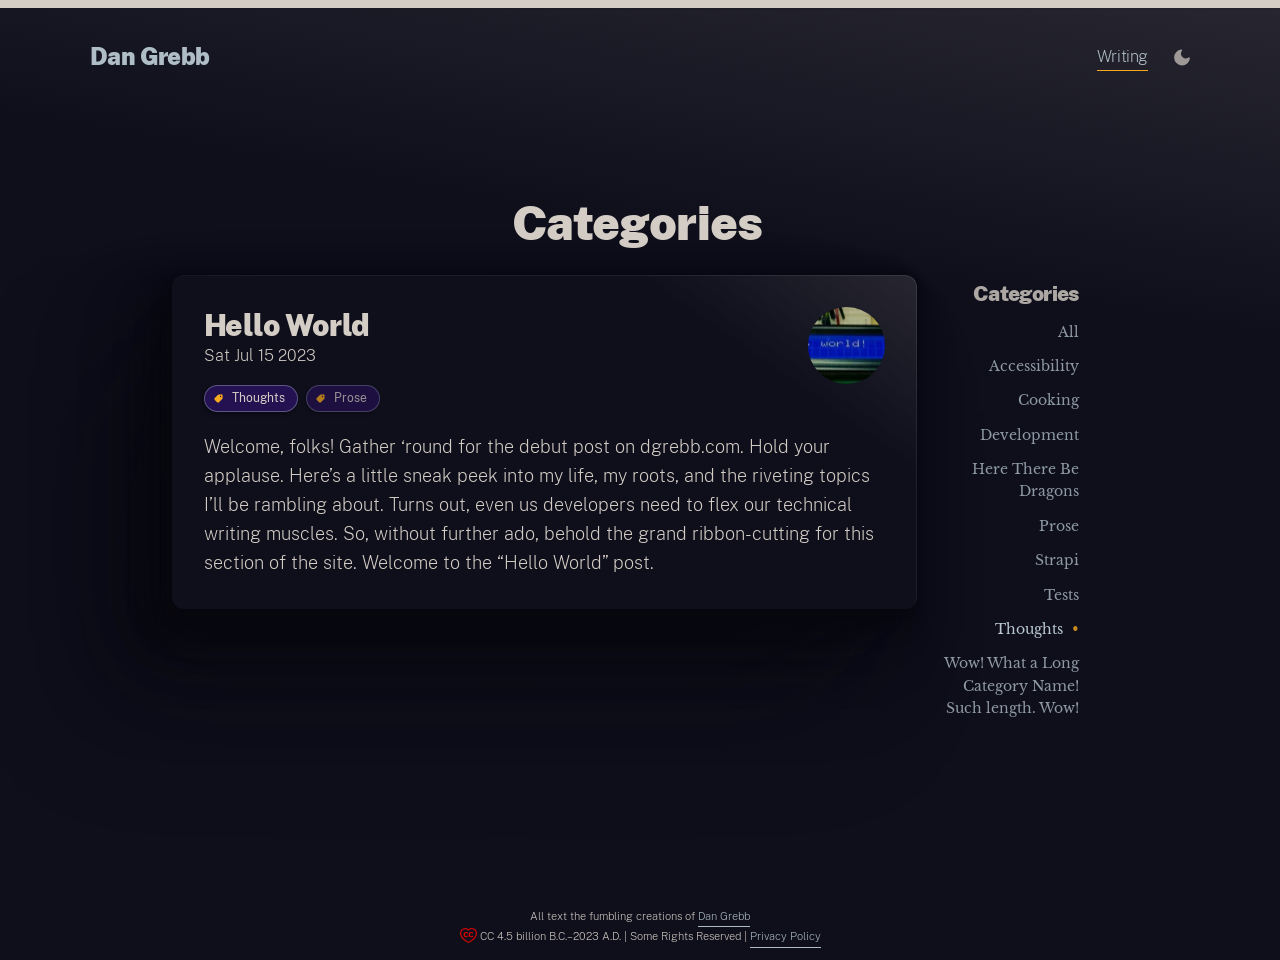 Dan Grebb
Writing
Categories
Hello World
Sat Jul 15 2023
world!
Thoughts
Prose
Welcome, folks! Gather ‘round for the debut post on dgrebb.com. Hold your
applause. Here’s a little sneak peek into my life, my roots, and the riveting topics
I’ll be rambling about. Turns out, even us developers need to flex our technical
writing muscles. So, without further ado, behold the grand ribbon-cutting for this
section of the site. Welcome to the “Hello World” post.
Categories
All
Accessibility
Cooking
Development
Here There Be
Dragons
Prose
Strapi
Tests
Thoughts •
Wow! What a Long
Category Name!
Such length. Wow!
All text the fumbling creations of Dan Grebb
CC CC 4.5 billion B.C.–2023 A.D. | Some Rights Reserved | Privacy Policy